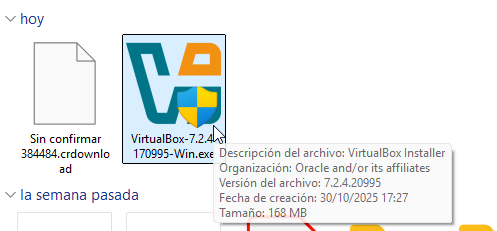 hoy
Sin confirmar
384484.crdownlo
ad
VirtualBox-7.2.4-
170995-Win.exe
Descripción del archivo: VirtualBox Installer
Organización: Oracle and/or its affiliates
Versión del archivo: 7.2.4.20995
Fecha de creación: 30/10/2025 17:27
Tamaño: 168 MB
la semana pasada